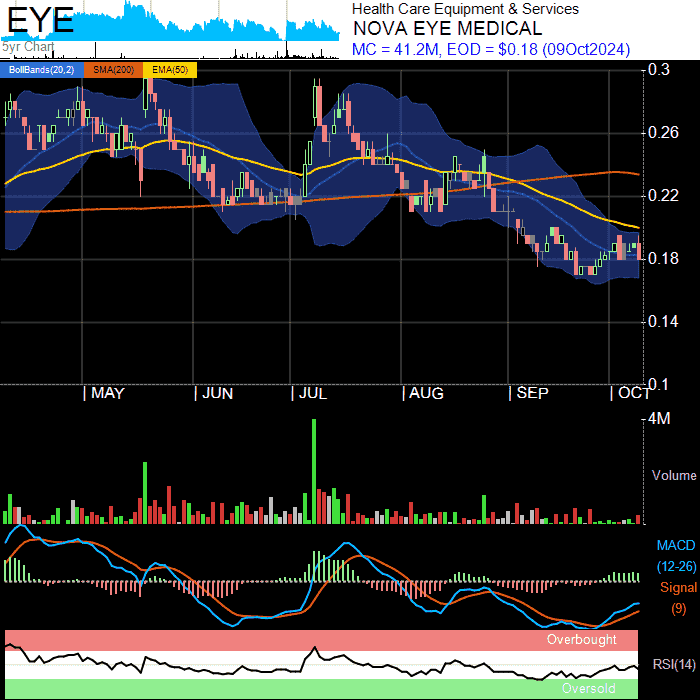 EYE
5yr Chart
Health Care Equipment & Services
NOVA EYE MEDICAL
MC = 41.2M, EOD = $0.18 (09Oct2024)
BollBands(20,2) SMA(200) EMA(50)
0.3
0.26
0.22
0.18
0.14
0.1
MAY JUN JUL AUG SEP OCT
4M
Volume
MACD
(12-26)
Signal
(9)
Overbought
RSI(14)
Oversold